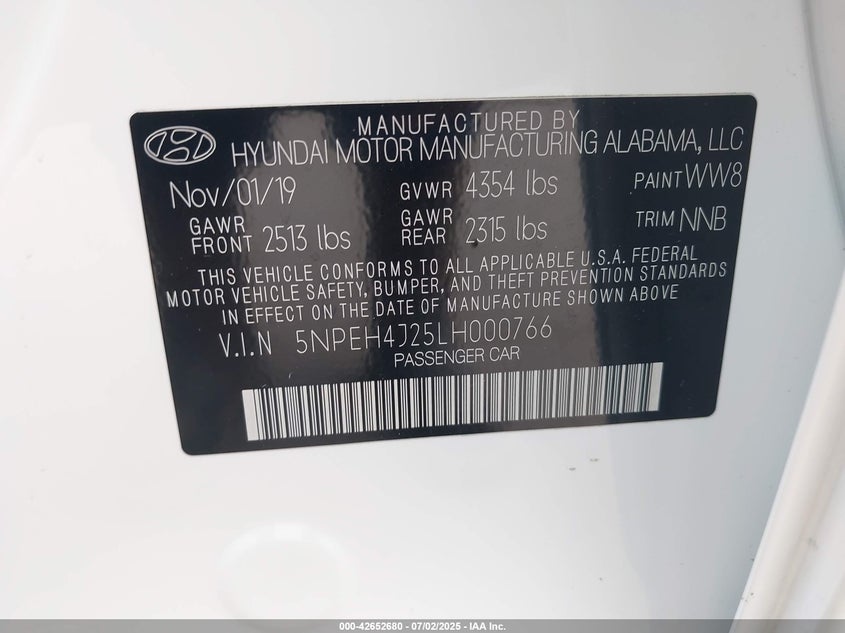 MANUFACTURED BY
HYUNDAI MOTOR MANUFACTURING ALABAMA, LLC
Nov/01/19 GVWR 4354 lbs PAINT WW8
GAWR FRONT 2513 lbs GAWR REAR 2315 lbs TRIM NNB
THIS VEHICLE CONFORMS TO ALL APPLICABLE U.S.A. FEDERAL
MOTOR VEHICLE SAFETY, BUMPER, AND THEFT PREVENTION STANDARDS
IN EFFECT ON THE DATE OF MANUFACTURE SHOWN ABOVE
V.I.N 5NPEH4J25LH000766
PASSENGER CAR
000-42652680 - 07/02/2025 - IAA Inc.